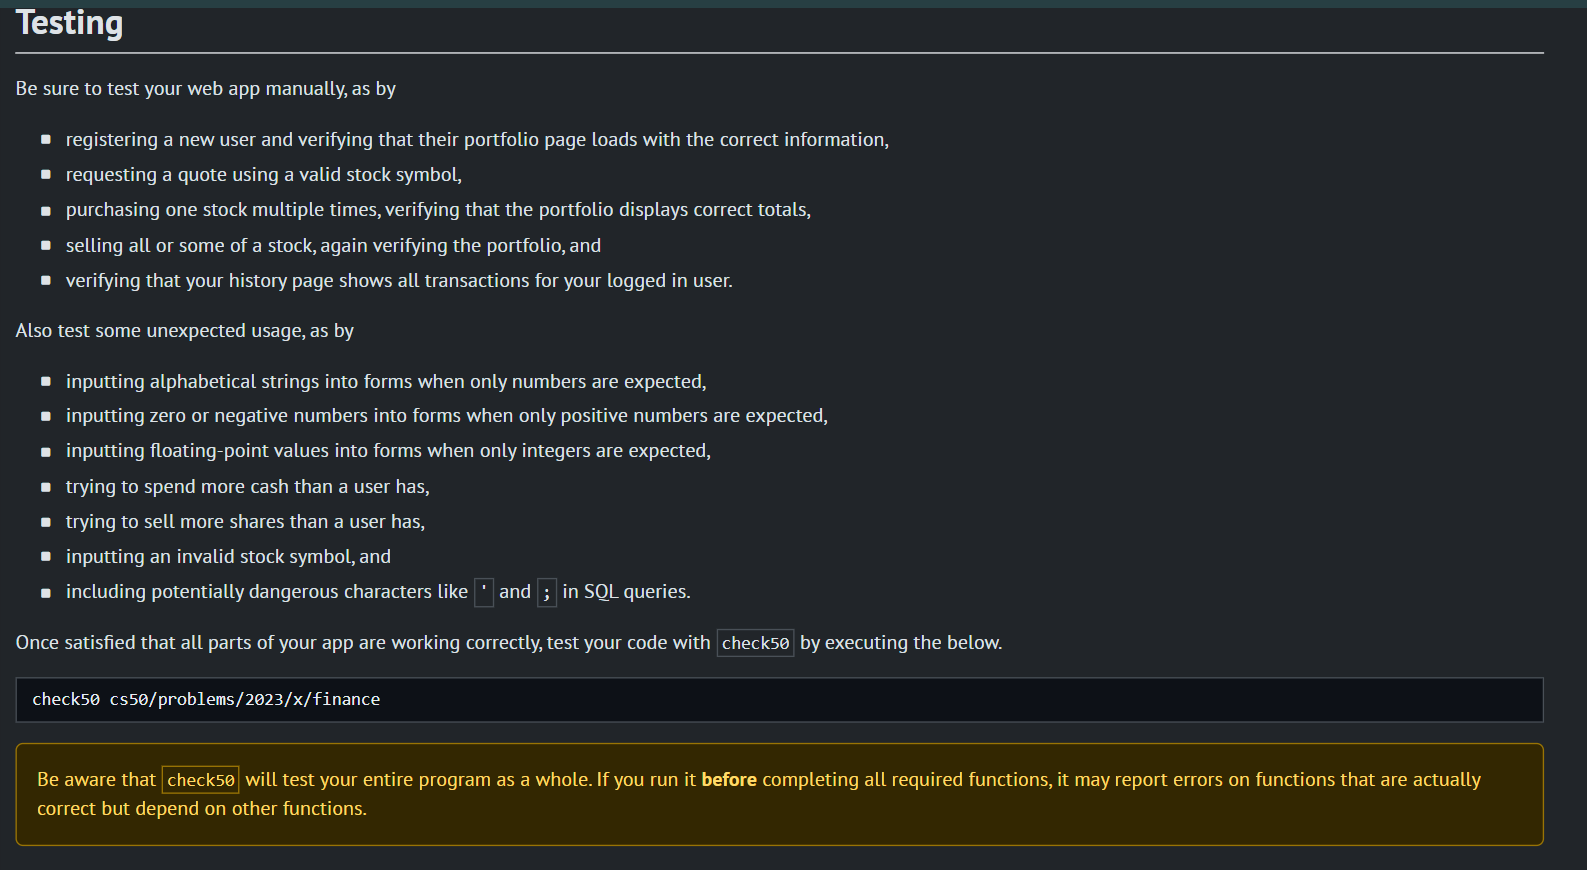 Testing
Be sure to test your web app manually, as by
registering a new user and verifying that their portfolio page loads with the correct information,
requesting a quote using a valid stock symbol,
purchasing one stock multiple times, verifying that the portfolio displays correct totals,
selling all or some of a stock, again verifying the portfolio, and
verifying that your history page shows all transactions for your logged in user.
Also test some unexpected usage, as by
inputting alphabetical strings into forms when only numbers are expected,
inputting zero or negative numbers into forms when only positive numbers are expected,
inputting floating-point values into forms when only integers are expected,
trying to spend more cash than a user has,
trying to sell more shares than a user has,
inputting an invalid stock symbol, and
including potentially dangerous characters like ' and ; in SQL queries.
Once satisfied that all parts of your app are working correctly, test your code with check50 by executing the below.
check50 cs50/problems/2023/x/finance
Be aware that check50 will test your entire program as a whole. If you run it before completing all required functions, it may report errors on functions that are actually
correct but depend on other functions.